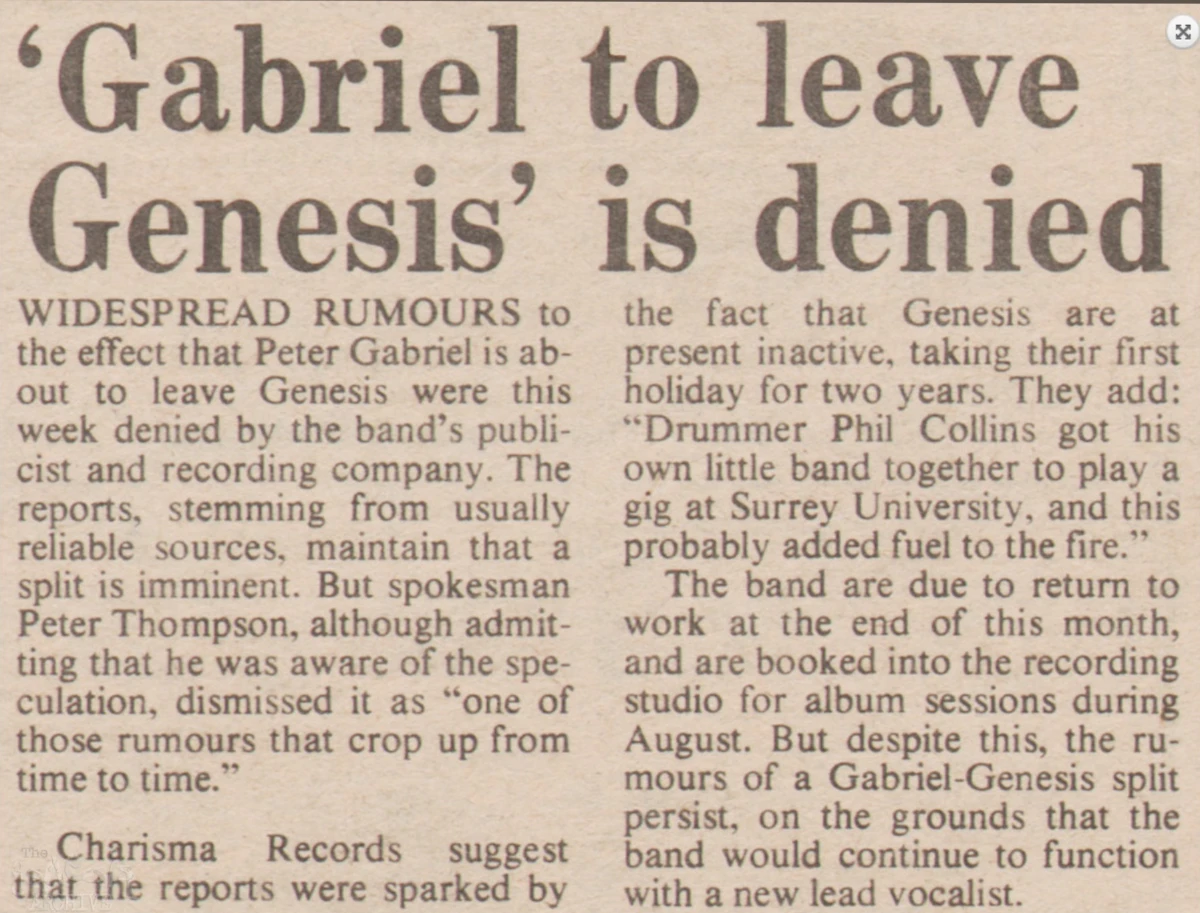 ‘Gabriel to leave
Genesis’ is denied
WIDESPREAD RUMOURS to
the effect that Peter Gabriel is ab-
out to leave Genesis were this
week denied by the band’s publi-
cist and recording company. The
reports, stemming from usually
reliable sources, maintain that a
split is imminent. But spokesman
Peter Thompson, although admit-
ting that he was aware of the spe-
culation, dismissed it as “one of
those rumours that crop up from
time to time.”
Charisma Records suggest
that the reports were sparked by
the fact that Genesis are at
present inactive, taking their first
holiday for two years. They add:
“Drummer Phil Collins got his
own little band together to play a
gig at Surrey University, and this
probably added fuel to the fire.”
The band are due to return to
work at the end of this month,
and are booked into the recording
studio for album sessions during
August. But despite this, the ru-
mours of a Gabriel-Genesis split
persist, on the grounds that the
band would continue to function
with a new lead vocalist.
The